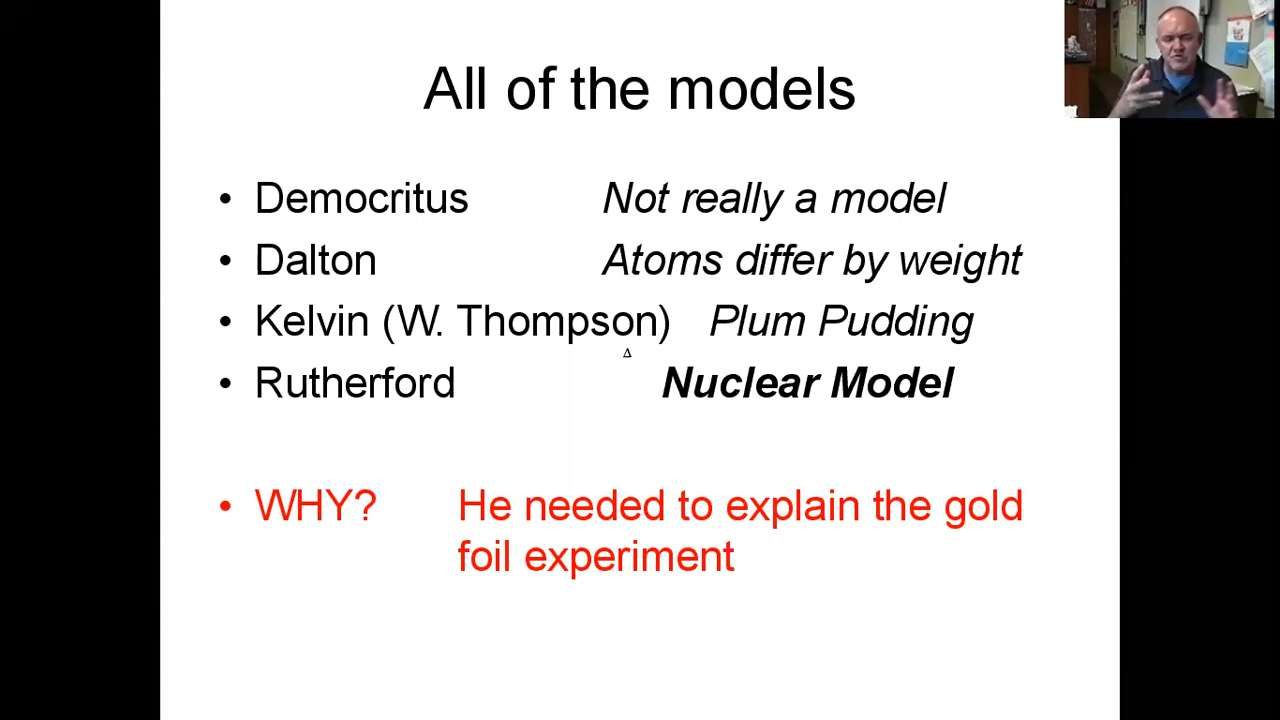 All of the models
• Democritus Not really a model
• Dalton Atoms differ by weight
• Kelvin (W. Thompson) Plum Pudding
• Rutherford Nuclear Model
• WHY? He needed to explain the gold
foil experiment